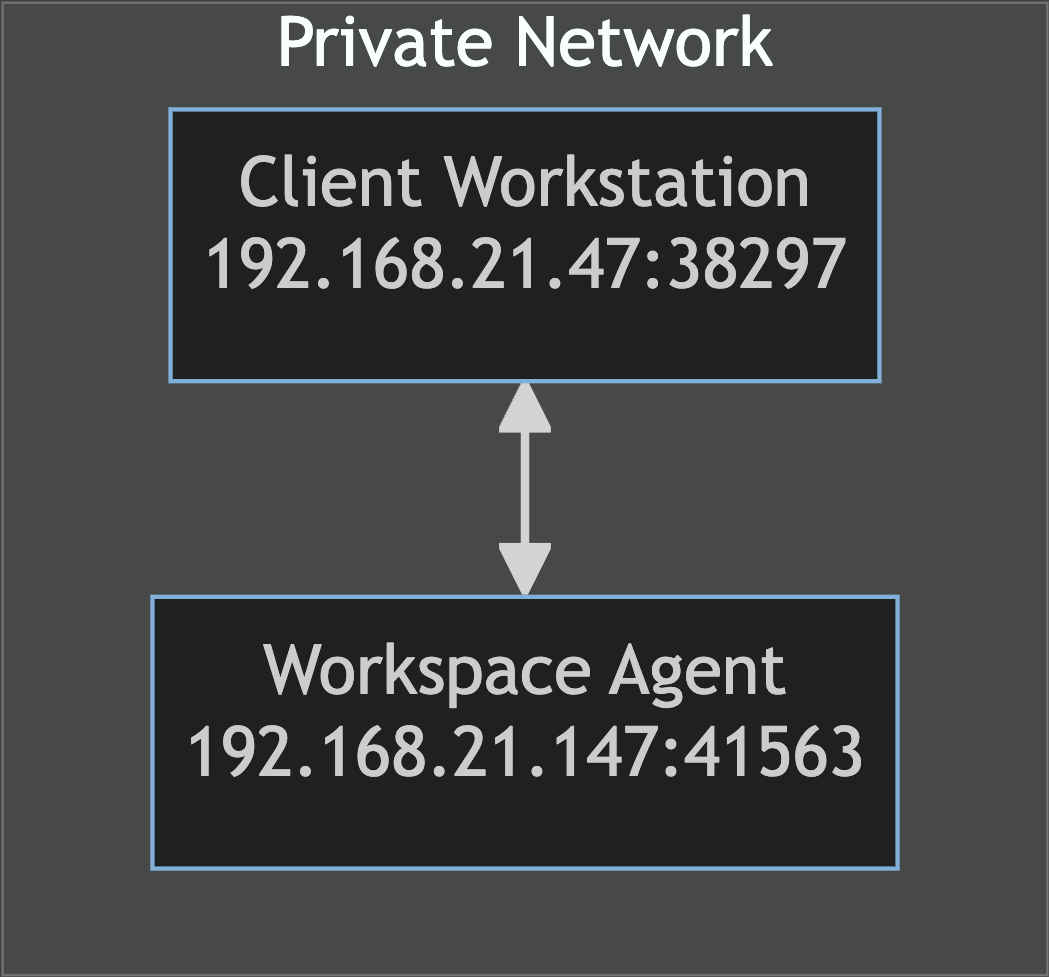 Private Network
Client Workstation
192.168.21.47:38297
Workspace Agent
192.168.21.147:41563